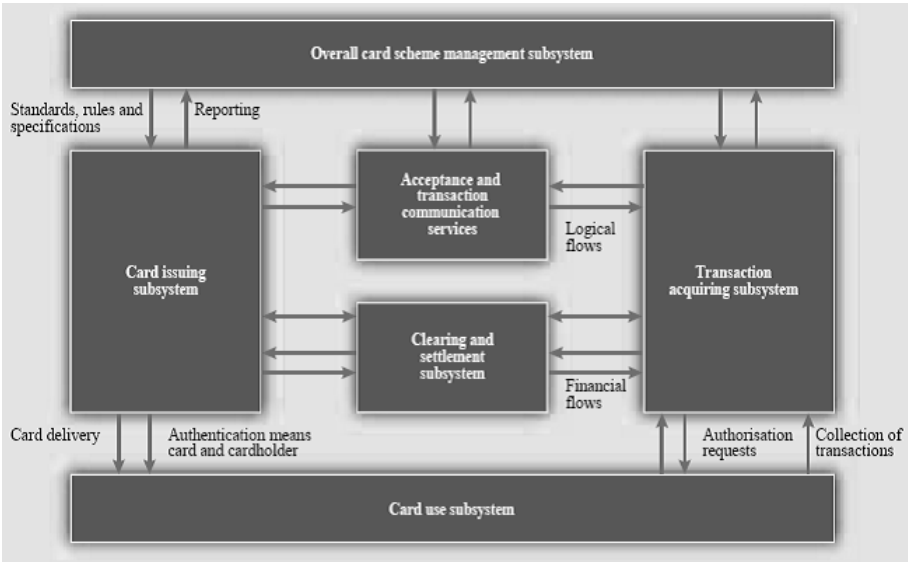 Overall card scheme management subsystem
Standards, rules and
specifications
Reporting
Acceptance and
transaction
communication
services
Logical
flows
Card issuing
subsystem
Transaction
acquiring subsystem
Clearing and
settlement
subsystem
Financial
flows
Card delivery
Authentication means
card and cardholder
Authorisation
requests
Collection of
transactions
Card use subsystem